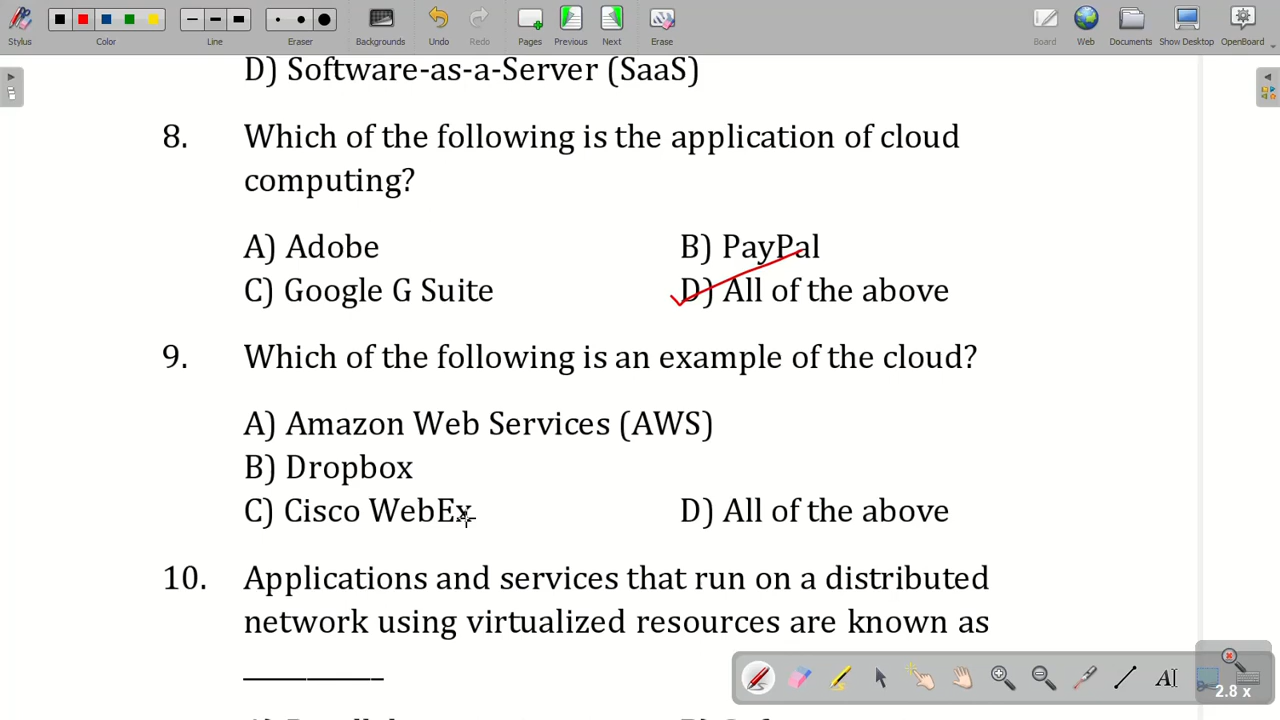 Stylus
Color
Line
Eraser
Backgrounds
Undo
Redo
Pages
Previous
Next
Erase
Board
Web
Documents
Show Desktop
OpenBoard
D) Software-as-a-Server (SaaS)
8. Which of the following is the application of cloud
computing?
A) Adobe B) PayPal
C) Google G Suite D) All of the above
9. Which of the following is an example of the cloud?
A) Amazon Web Services (AWS)
B) Dropbox
C) Cisco WebEx D) All of the above
10. Applications and services that run on a distributed
network using virtualized resources are known as
___________
2.8 x